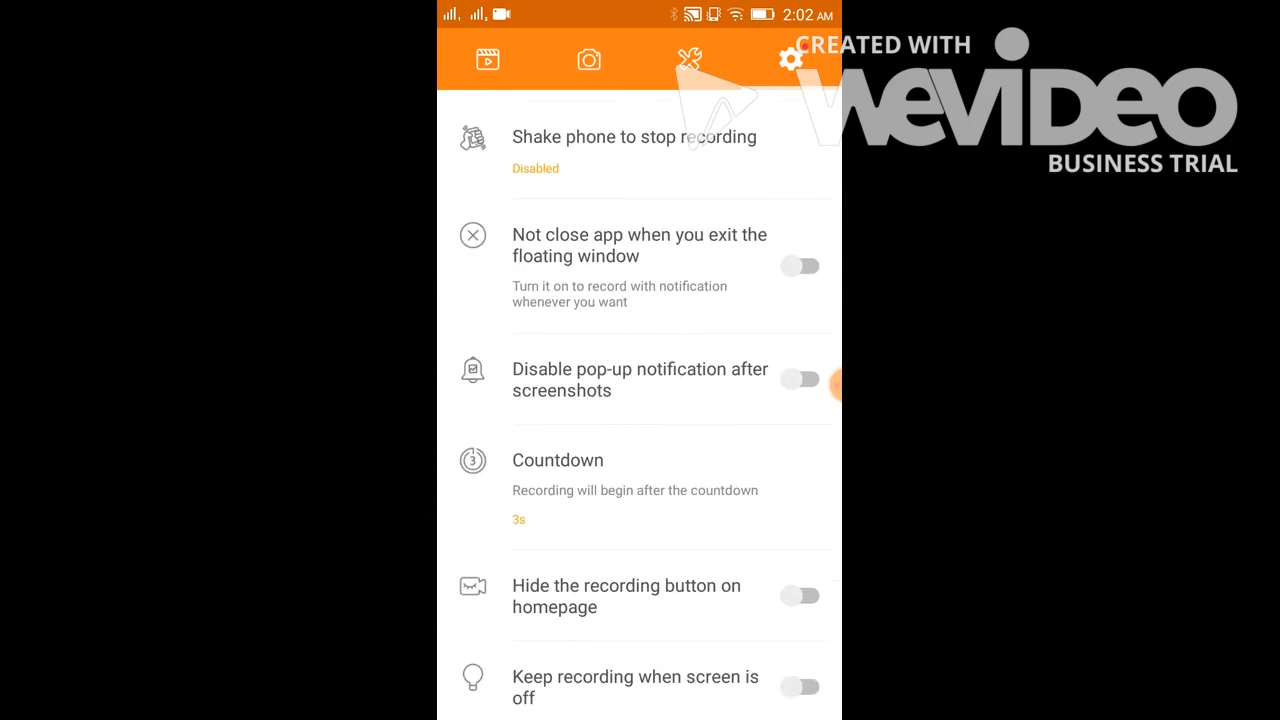 2:02 AM
CREATED WITH
WEVIDEO
BUSINESS TRIAL
Shake phone to stop recording
Disabled
Not close app when you exit the
floating window
Turn it on to record with notification
whenever you want
Disable pop-up notification after
screenshots
3
Countdown
Recording will begin after the countdown
3s
Hide the recording button on
homepage
Keep recording when screen is
off